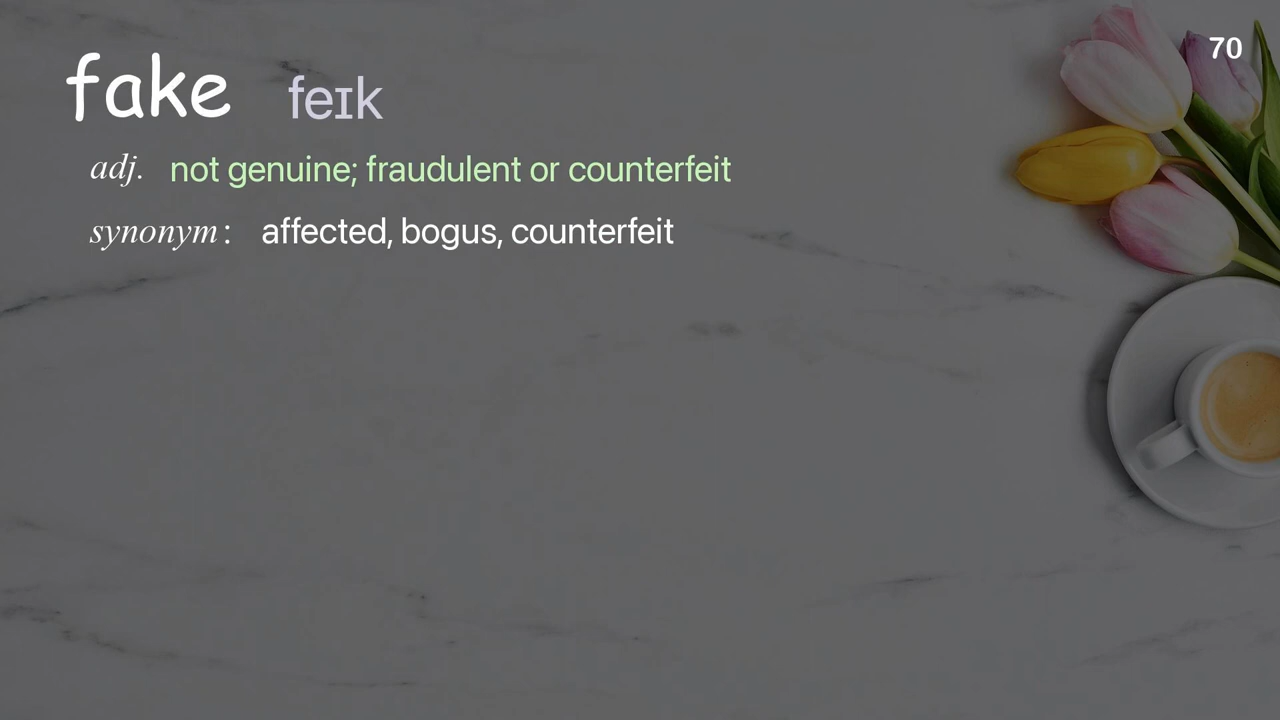 70
fake feɪk
adj. not genuine; fraudulent or counterfeit
synonym : affected, bogus, counterfeit